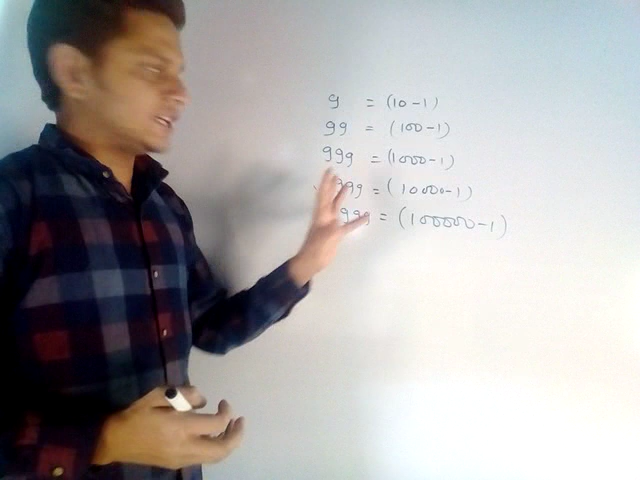 9 = (10-1)
99 = (100-1)
999 = (1000-1)
999 = (10000-1)
999 = (100000-1)